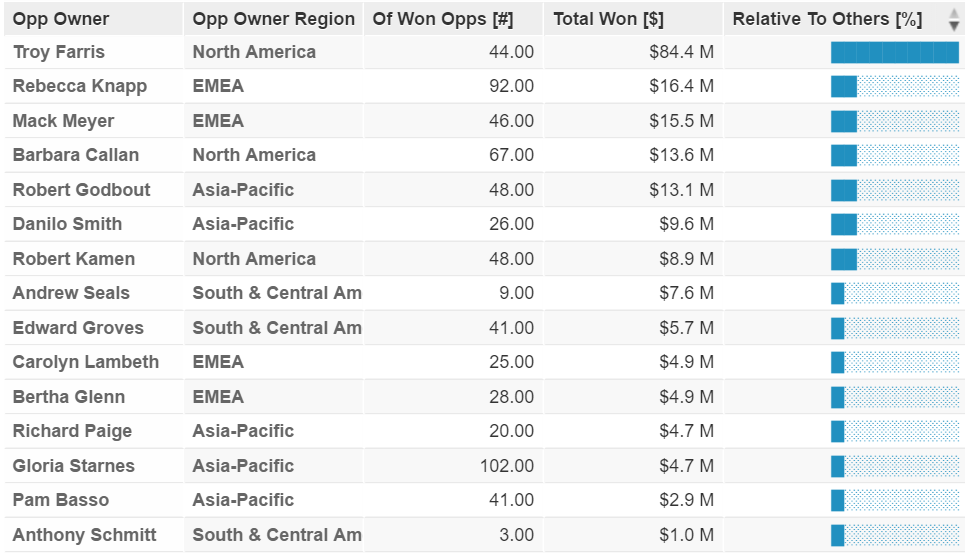 Opp Owner Opp Owner Region Of Won Opps [#] Total Won [$] Relative To Others [%]
Troy Farris North America 44.00 $84.4 M
Rebecca Knapp EMEA 92.00 $16.4 M
Mack Meyer EMEA 46.00 $15.5 M
Barbara Callan North America 67.00 $13.6 M
Robert Godbout Asia-Pacific 48.00 $13.1 M
Danilo Smith Asia-Pacific 26.00 $9.6 M
Robert Kamen North America 48.00 $8.9 M
Andrew Seals South & Central Am 9.00 $7.6 M
Edward Groves South & Central Am 41.00 $5.7 M
Carolyn Lambeth EMEA 25.00 $4.9 M
Bertha Glenn EMEA 28.00 $4.9 M
Richard Paige Asia-Pacific 20.00 $4.7 M
Gloria Starnes Asia-Pacific 102.00 $4.7 M
Pam Basso Asia-Pacific 41.00 $2.9 M
Anthony Schmitt South & Central Am 3.00 $1.0 M